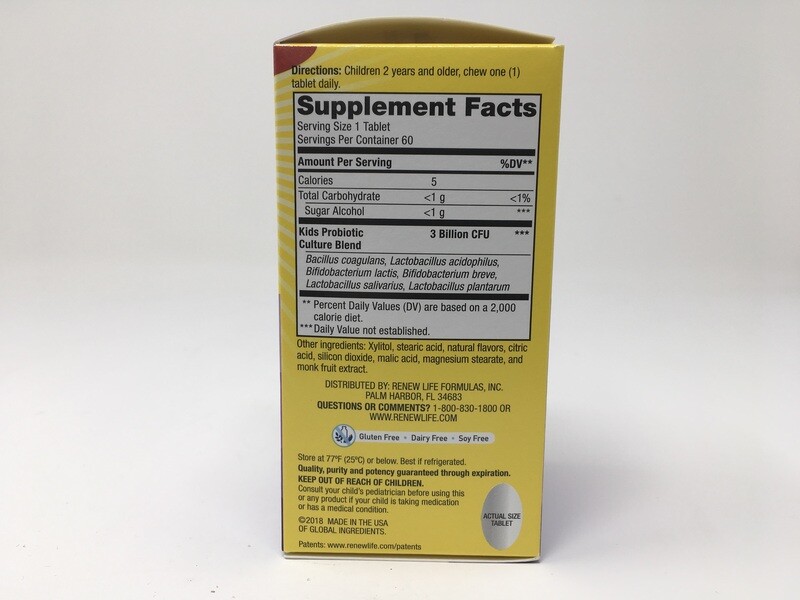 Directions: Children 2 years and older, chew one (1)
tablet daily.
Supplement Facts
Serving Size 1 Tablet
Servings Per Container 60
Amount Per Serving %DV**
Calories 5
Total Carbohydrate <1 g <1%
Sugar Alcohol <1 g ***
Kids Probiotic 3 Billion CFU ***
Culture Blend
Bacillus coagulans, Lactobacillus acidophilus,
Bifidobacterium lactis, Bifidobacterium breve,
Lactobacillus salivarius, Lactobacillus plantarum
** Percent Daily Values (DV) are based on a 2,000
calorie diet.
*** Daily Value not established.
Other ingredients: Xylitol, stearic acid, natural flavors, citric
acid, silicon dioxide, malic acid, magnesium stearate, and
monk fruit extract.
DISTRIBUTED BY: RENEW LIFE FORMULAS, INC.
PALM HARBOR, FL 34683
QUESTIONS OR COMMENTS? 1-800-830-1800 OR
WWW.RENEWLIFE.COM
Gluten Free • Dairy Free • Soy Free
Store at 77°F (25°C) or below. Best if refrigerated.
Quality, purity and potency guaranteed through expiration.
KEEP OUT OF REACH OF CHILDREN.
Consult your child's pediatrician before using this
or any product if your child is taking medication
or has a medical condition.
©2018 MADE IN THE USA
OF GLOBAL INGREDIENTS.
Patents: www.renewlife.com/patents
ACTUAL SIZE
TABLET